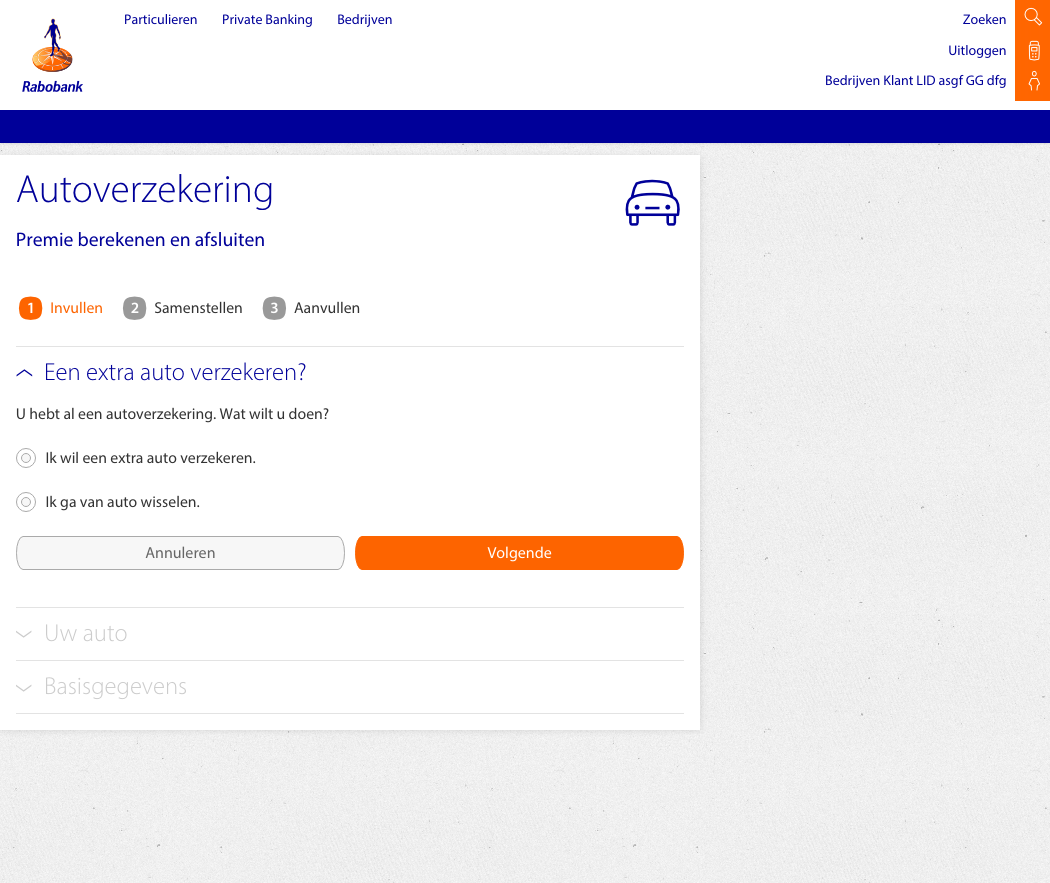 Particulieren Private Banking Bedrijven Zoeken
Uitloggen
Bedrijven Klant LID asgf GG dfg
Rabobank
Autoverzekering
Premie berekenen en afsluiten
1 Invullen 2 Samenstellen 3 Aanvullen
Een extra auto verzekeren?
U hebt al een autoverzekering. Wat wilt u doen?
Ik wil een extra auto verzekeren.
Ik ga van auto wisselen.
Annuleren Volgende
Uw auto
Basisgegevens